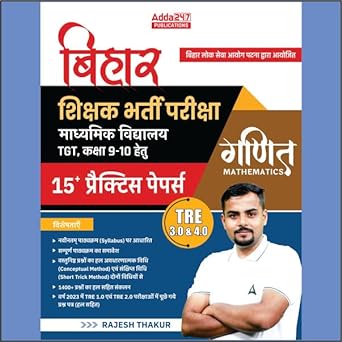 Adda247
PUBLICATIONS
बिहार
बिहार लोक सेवा आयोग पटना द्वारा आयोजित
शिक्षक भर्ती परीक्षा
माध्यमिक विद्यालय
TGT, कक्षा 9-10 हेतु
गणित
MATHEMATICS
15+ प्रैक्टिस पेपर्स
TRE
3.0 & 4.0
विशेषताएँ
• नवीनतम् पाठ्यक्रम (Syllabus) पर आधारित
• सम्पूर्ण पाठ्यक्रम का समावेश
• वस्तुनिष्ठ प्रश्नों का हल अवधारणात्मक विधि
(Conceptual Method) एवं संक्षिप्त विधि
(Short Trick Method) दोनों विधियों से
• 1400+ प्रश्नों का हल सहित संकलन
• वर्ष 2023 में TRE 1.0 एवं TRE 2.0 परीक्षाओं में पूछे गये
प्रश्न पत्र (हल सहित)
RAJESH THAKUR